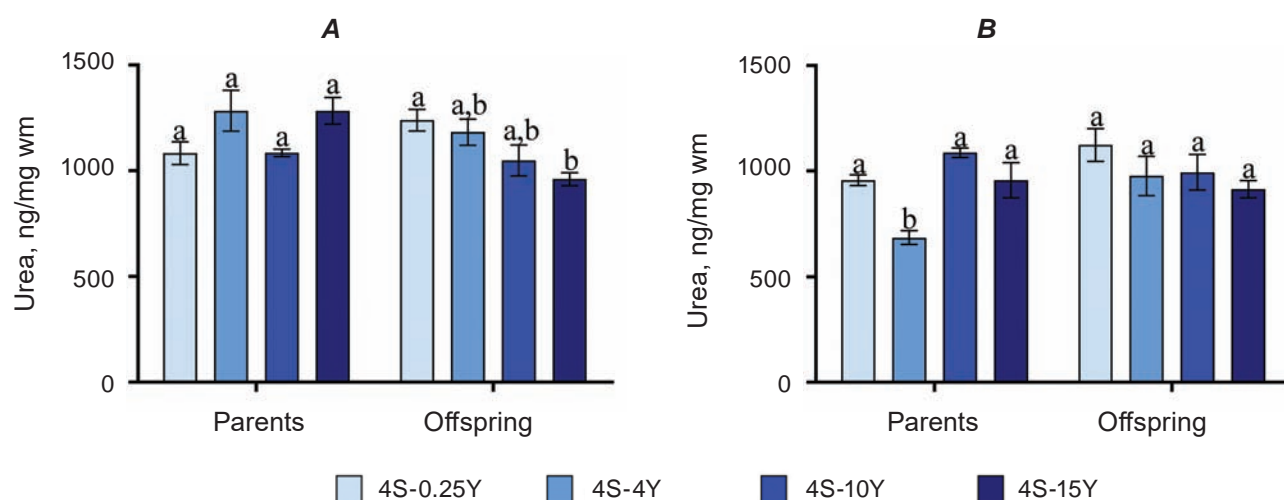 A
1500
1000
500
0
Urea, ng/mg wm
a
a
a
a
a
a,b
a,b
b
Parents
Offspring
B
1500
1000
500
0
Urea, ng/mg wm
a
b
a
a
a
a
a
a
Parents
Offspring
4S-0.25Y
4S-4Y
4S-10Y
4S-15Y